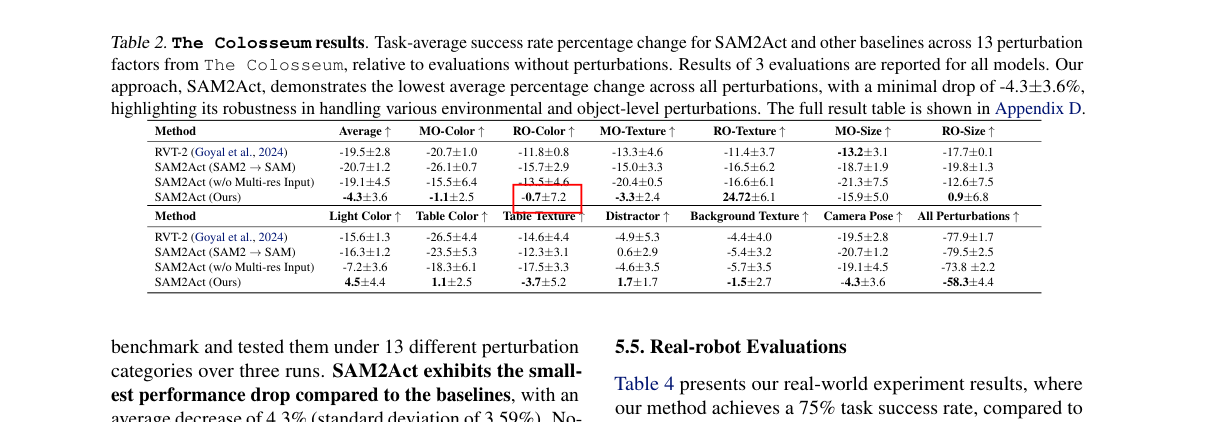 Table 2. The Colosseum results. Task-average success rate percentage change for SAM2Act and other baselines across 13 perturbation
factors from The Colosseum, relative to evaluations without perturbations. Results of 3 evaluations are reported for all models. Our
approach, SAM2Act, demonstrates the lowest average percentage change across all perturbations, with a minimal drop of -4.3±3.6%,
highlighting its robustness in handling various environmental and object-level perturbations. The full result table is shown in Appendix D.
Method Average ↑ MO-Color ↑ RO-Color ↑ MO-Texture ↑ RO-Texture ↑ MO-Size ↑ RO-Size ↑
RVT-2 (Goyal et al., 2024) -19.5±2.8 -20.7±1.0 -11.8±0.8 -13.3±4.6 -11.4±3.7 -13.2±3.1 -17.7±0.1
SAM2Act (SAM2 → SAM) -20.7±1.2 -26.1±0.7 -15.7±2.9 -15.0±3.3 -16.5±6.2 -18.7±1.9 -19.8±1.3
SAM2Act (w/o Multi-res Input) -19.1±4.5 -15.5±6.4 -13.5±4.6 -20.4±0.5 -16.6±6.1 -21.3±7.5 -12.6±7.5
SAM2Act (Ours) -4.3±3.6 -1.1±2.5 -0.7±7.2 -3.3±2.4 24.72±6.1 -15.9±5.0 0.9±6.8
Method Light Color ↑ Table Color ↑ Table Texture ↑ Distractor ↑ Background Texture ↑ Camera Pose ↑ All Perturbations ↑
RVT-2 (Goyal et al., 2024) -15.6±1.3 -26.5±4.4 -14.6±4.4 -4.9±5.3 -4.4±4.0 -19.5±2.8 -77.9±1.7
SAM2Act (SAM2 → SAM) -16.3±1.2 -23.5±5.3 -12.3±3.1 0.6±2.9 -5.4±3.2 -20.7±1.2 -79.5±2.5
SAM2Act (w/o Multi-res Input) -7.2±3.6 -18.3±6.1 -17.5±3.3 -4.6±3.5 -5.7±3.5 -19.1±4.5 -73.8 ±2.2
SAM2Act (Ours) 4.5±4.4 1.1±2.5 -3.7±5.2 1.7±1.7 -1.5±2.7 -4.3±3.6 -58.3±4.4
benchmark and tested them under 13 different perturbation
categories over three runs. SAM2Act exhibits the small-
est performance drop compared to the baselines, with an
average decrease of 4.3% (standard deviation of 3.59%). No-
5.5. Real-robot Evaluations
Table 4 presents our real-world experiment results, where
our method achieves a 75% task success rate, compared to